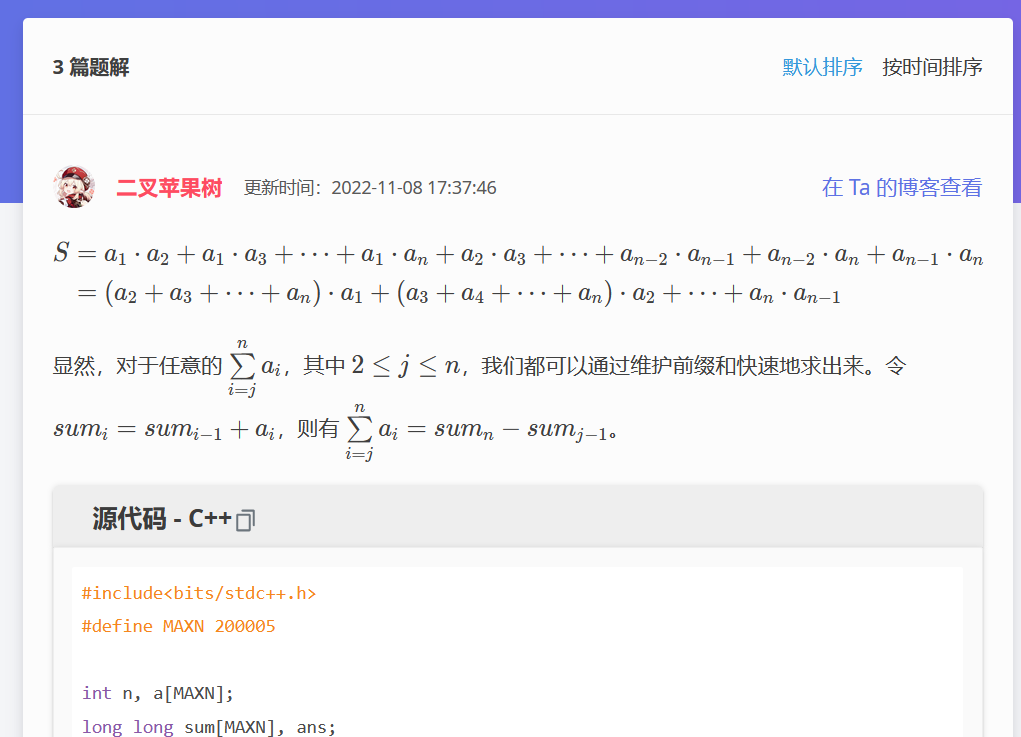 3 篇题解
默认排序 按时间排序
二叉苹果树 更新时间：2022-11-08 17:37:46 在 Ta 的博客查看
$S = a_1 \cdot a_2 + a_1 \cdot a_3 + \cdots + a_1 \cdot a_n + a_2 \cdot a_3 + \cdots + a_{n-2} \cdot a_{n-1} + a_{n-2} \cdot a_n + a_{n-1} \cdot a_n$
$= (a_2 + a_3 + \cdots + a_n) \cdot a_1 + (a_3 + a_4 + \cdots + a_n) \cdot a_2 + \cdots + a_n \cdot a_{n-1}$
显然，对于任意的 $\sum_{i=j}^{n} a_i$，其中 $2 \le j \le n$，我们都可以通过维护前缀和快速地求出来。令
$sum_i = sum_{i-1} + a_i$，则有 $\sum_{i=j}^{n} a_i = sum_n - sum_{j-1}$。
源代码 - C++
#include<bits/stdc++.h>
#define MAXN 200005
int n, a[MAXN];
long long sum[MAXN], ans;